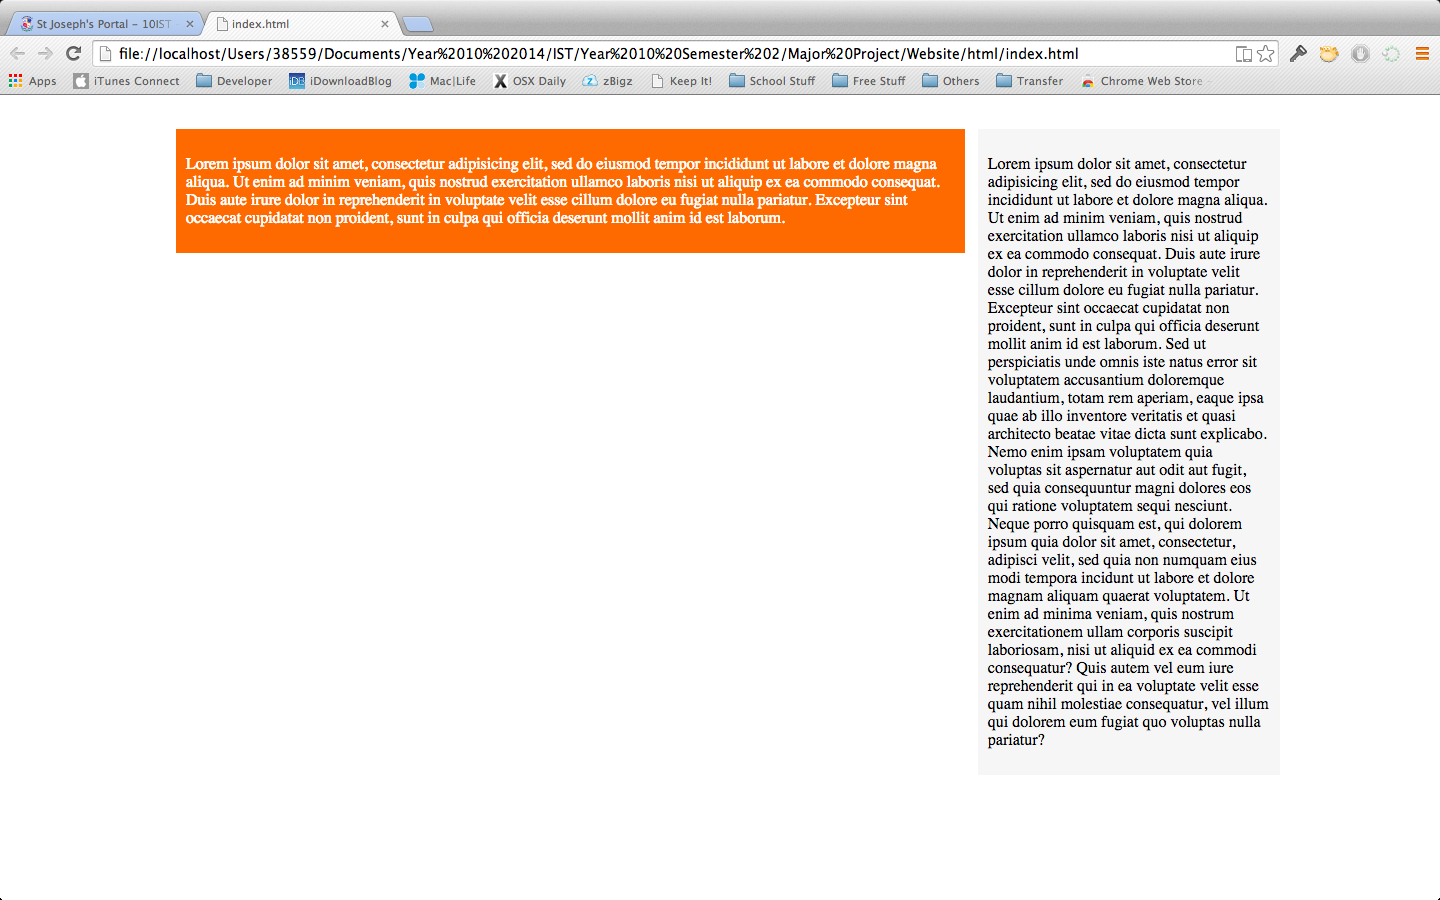 St Joseph's Portal – 10IST
index.html
file://localhost/Users/38559/Documents/Year%2010%202014/IST/Year%2010%20Semester%202/Major%20Project/Website/html/index.html
Apps iTunes Connect Developer iDB iDownloadBlog Mac|Life X OSX Daily zBigz Keep It! School Stuff Free Stuff Others Transfer Chrome Web Store
Lorem ipsum dolor sit amet, consectetur adipisicing elit, sed do eiusmod tempor incididunt ut labore et dolore magna
aliqua. Ut enim ad minim veniam, quis nostrud exercitation ullamco laboris nisi ut aliquip ex ea commodo consequat.
Duis aute irure dolor in reprehenderit in voluptate velit esse cillum dolore eu fugiat nulla pariatur. Excepteur sint
occaecat cupidatat non proident, sunt in culpa qui officia deserunt mollit anim id est laborum.
Lorem ipsum dolor sit amet, consectetur
adipisicing elit, sed do eiusmod tempor
incididunt ut labore et dolore magna aliqua.
Ut enim ad minim veniam, quis nostrud
exercitation ullamco laboris nisi ut aliquip
ex ea commodo consequat. Duis aute irure
dolor in reprehenderit in voluptate velit
esse cillum dolore eu fugiat nulla pariatur.
Excepteur sint occaecat cupidatat non
proident, sunt in culpa qui officia deserunt
mollit anim id est laborum. Sed ut
perspiciatis unde omnis iste natus error sit
voluptatem accusantium doloremque
laudantium, totam rem aperiam, eaque ipsa
quae ab illo inventore veritatis et quasi
architecto beatae vitae dicta sunt explicabo.
Nemo enim ipsam voluptatem quia
voluptas sit aspernatur aut odit aut fugit,
sed quia consequuntur magni dolores eos
qui ratione voluptatem sequi nesciunt.
Neque porro quisquam est, qui dolorem
ipsum quia dolor sit amet, consectetur,
adipisci velit, sed quia non numquam eius
modi tempora incidunt ut labore et dolore
magnam aliquam quaerat voluptatem. Ut
enim ad minima veniam, quis nostrum
exercitationem ullam corporis suscipit
laboriosam, nisi ut aliquid ex ea commodi
consequatur? Quis autem vel eum iure
reprehenderit qui in ea voluptate velit esse
quam nihil molestiae consequatur, vel illum
qui dolorem eum fugiat quo voluptas nulla
pariatur?